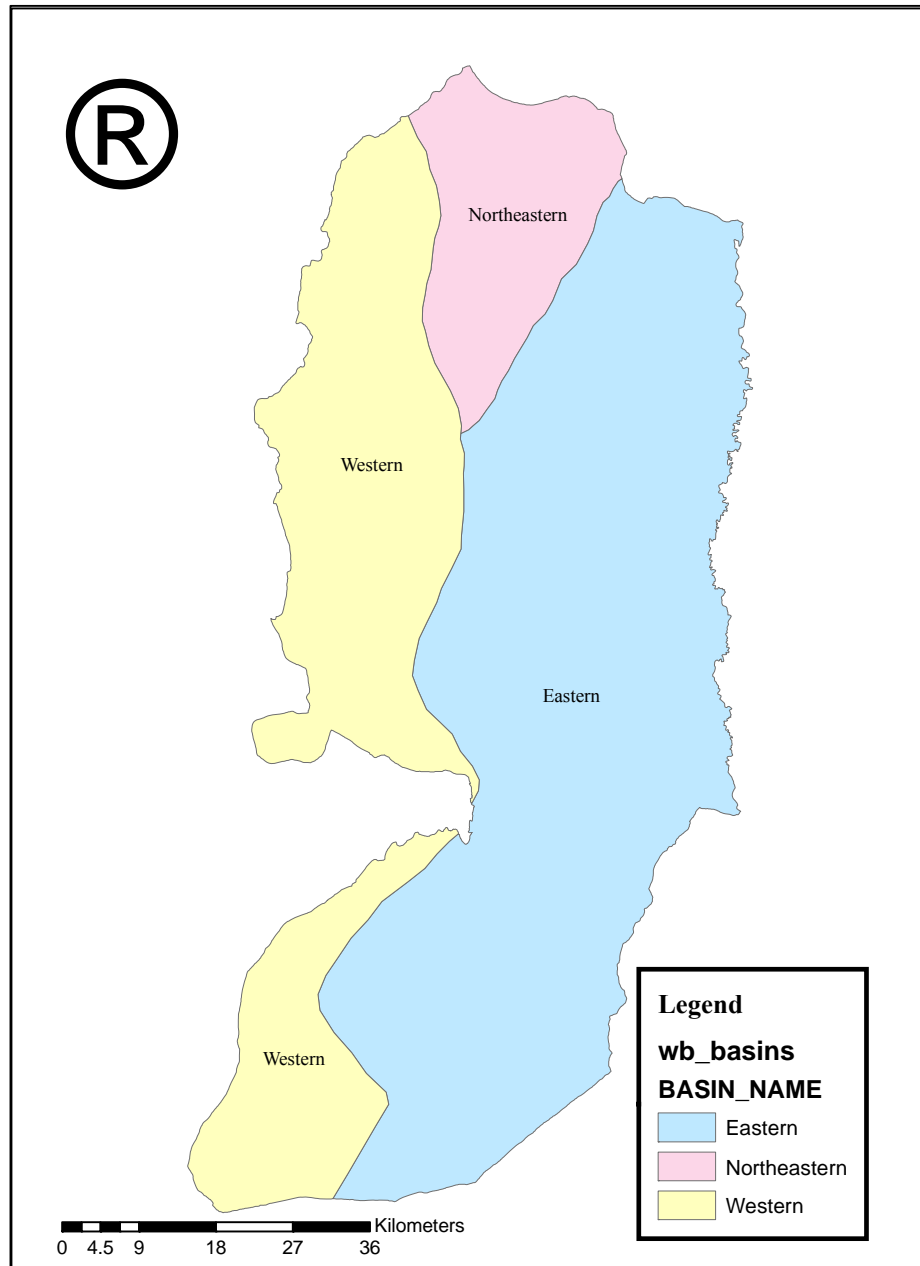 ®
Northeastern
Western
Eastern
Western
Legend
wb_basins
BASIN_NAME
Eastern
Northeastern
Western
Kilometers
0 4.5 9 18 27 36